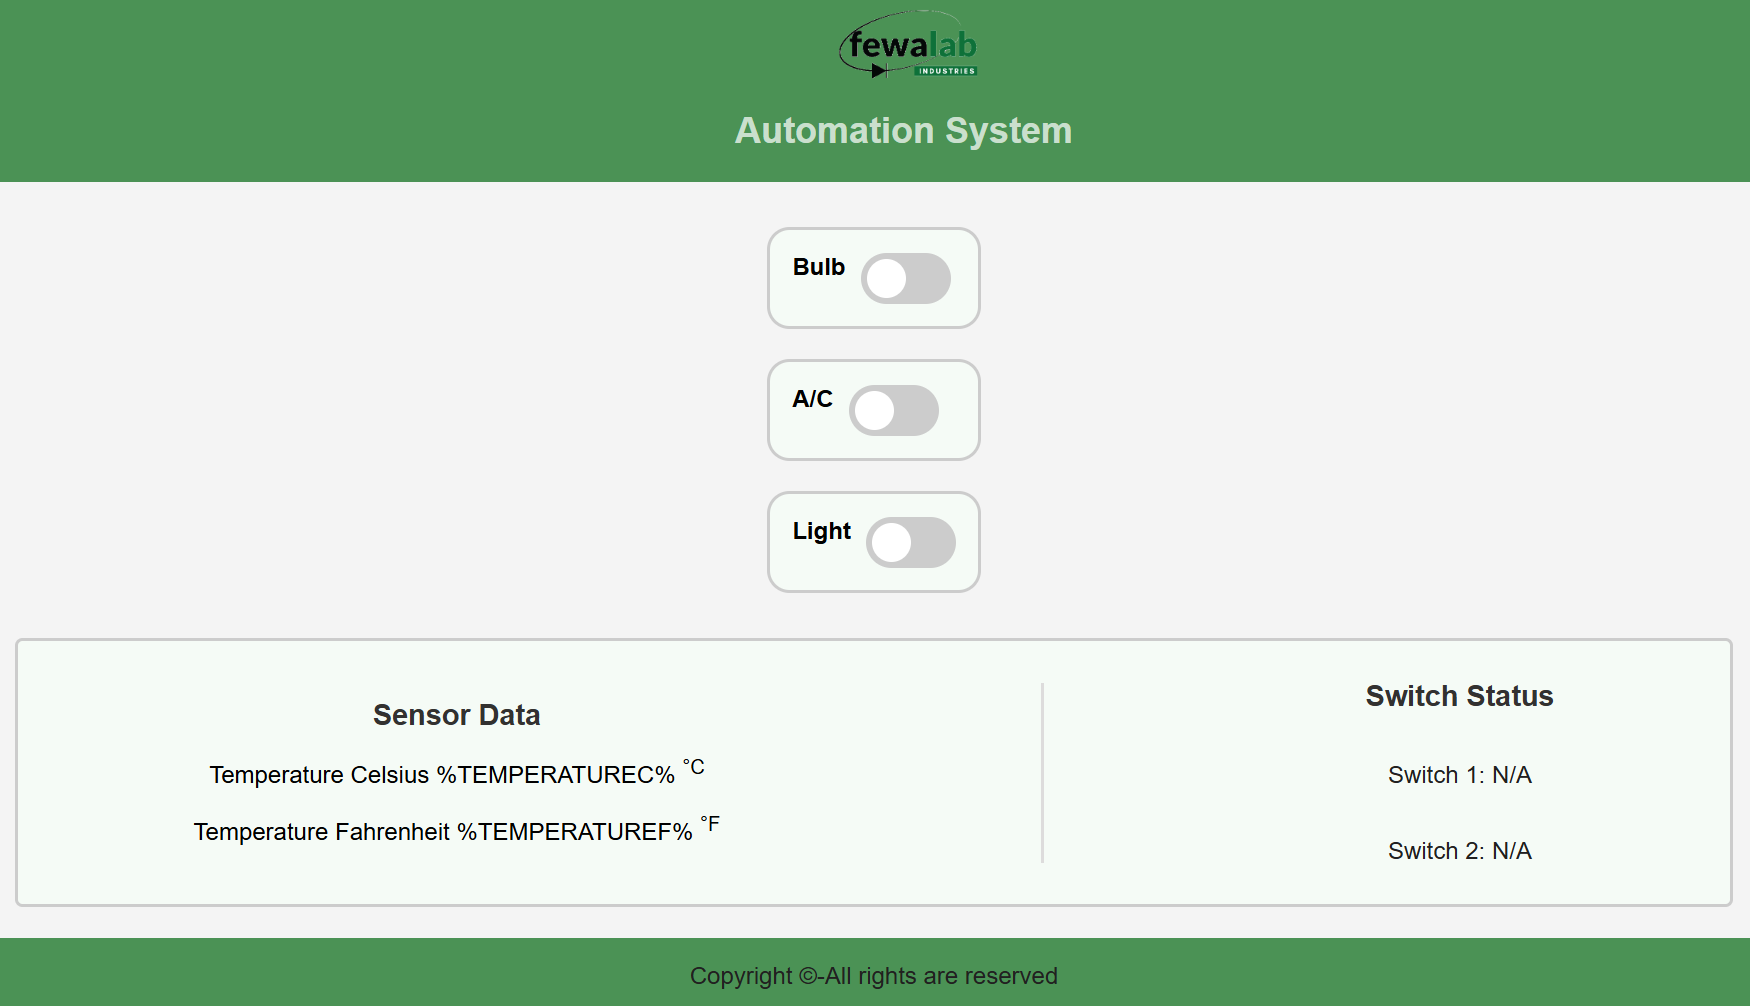 fewalab
INDUSTRIES
Automation System
Bulb
A/C
Light
Sensor Data
Temperature Celsius %TEMPERATUREC% °C
Temperature Fahrenheit %TEMPERATUREF% °F
Switch Status
Switch 1: N/A
Switch 2: N/A
Copyright ©-All rights are reserved